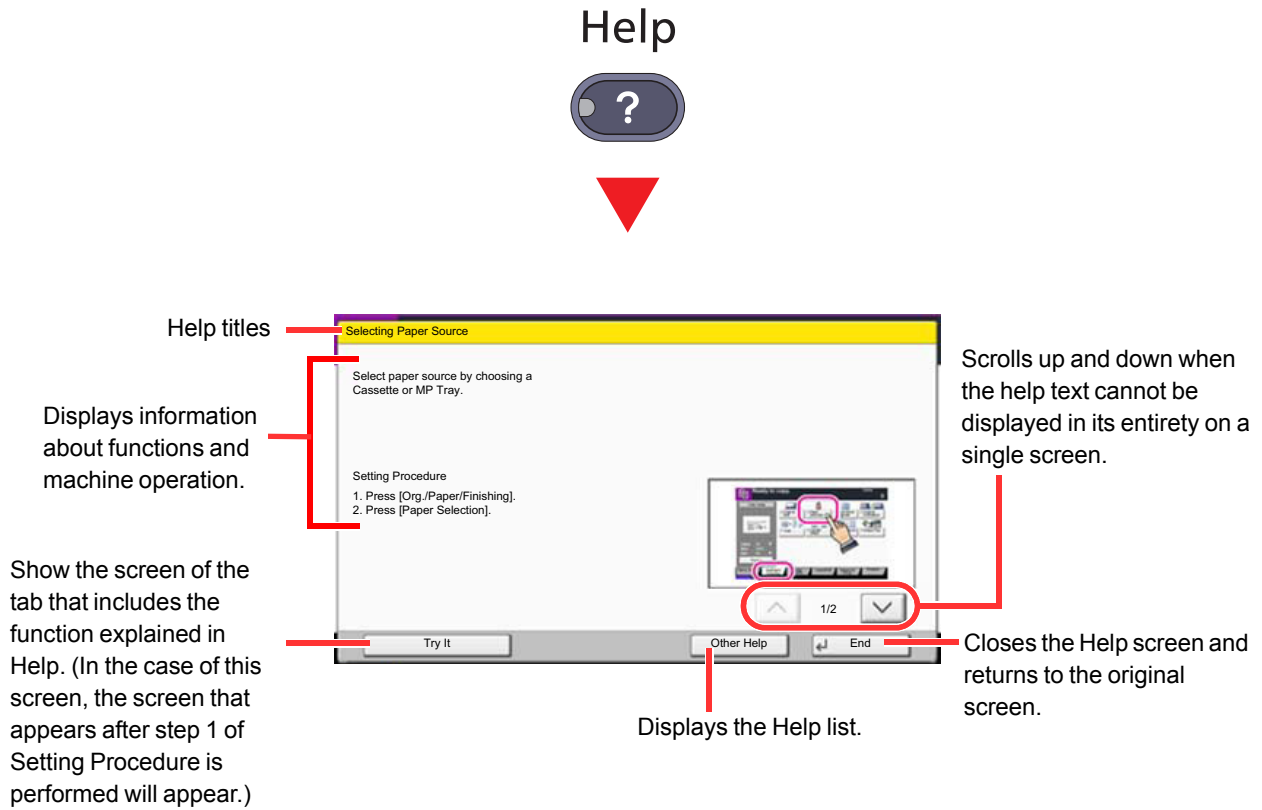 Help
?
Help titles
Selecting Paper Source
Select paper source by choosing a
Cassette or MP Tray.
Displays information
about functions and
machine operation.
Setting Procedure
1. Press [Org./Paper/Finishing].
2. Press [Paper Selection].
Scrolls up and down when
the help text cannot be
displayed in its entirety on a
single screen.
1/2
Show the screen of the
tab that includes the
function explained in
Help. (In the case of this
screen, the screen that
appears after step 1 of
Setting Procedure is
performed will appear.)
Try It
Other Help
End
Closes the Help screen and
returns to the original
screen.
Displays the Help list.